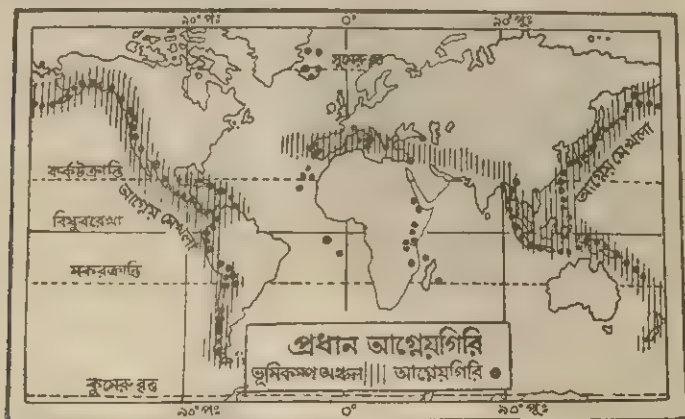 ৯০°পঃ ০° ৯০°পূঃ
সুমেরু বৃত্ত
কর্কটক্রান্তি
আগ্নেয় মেখলা
আগ্নেয় মেখলা
বিষুবরেখা
মকরক্রান্তি
প্রধান আগ্নেয়গিরি
ভূমিকম্প অঞ্চল আগ্নেয়গিরি
কুমেরু বৃত্ত
৯০°পঃ ০° ৯০°পূঃ